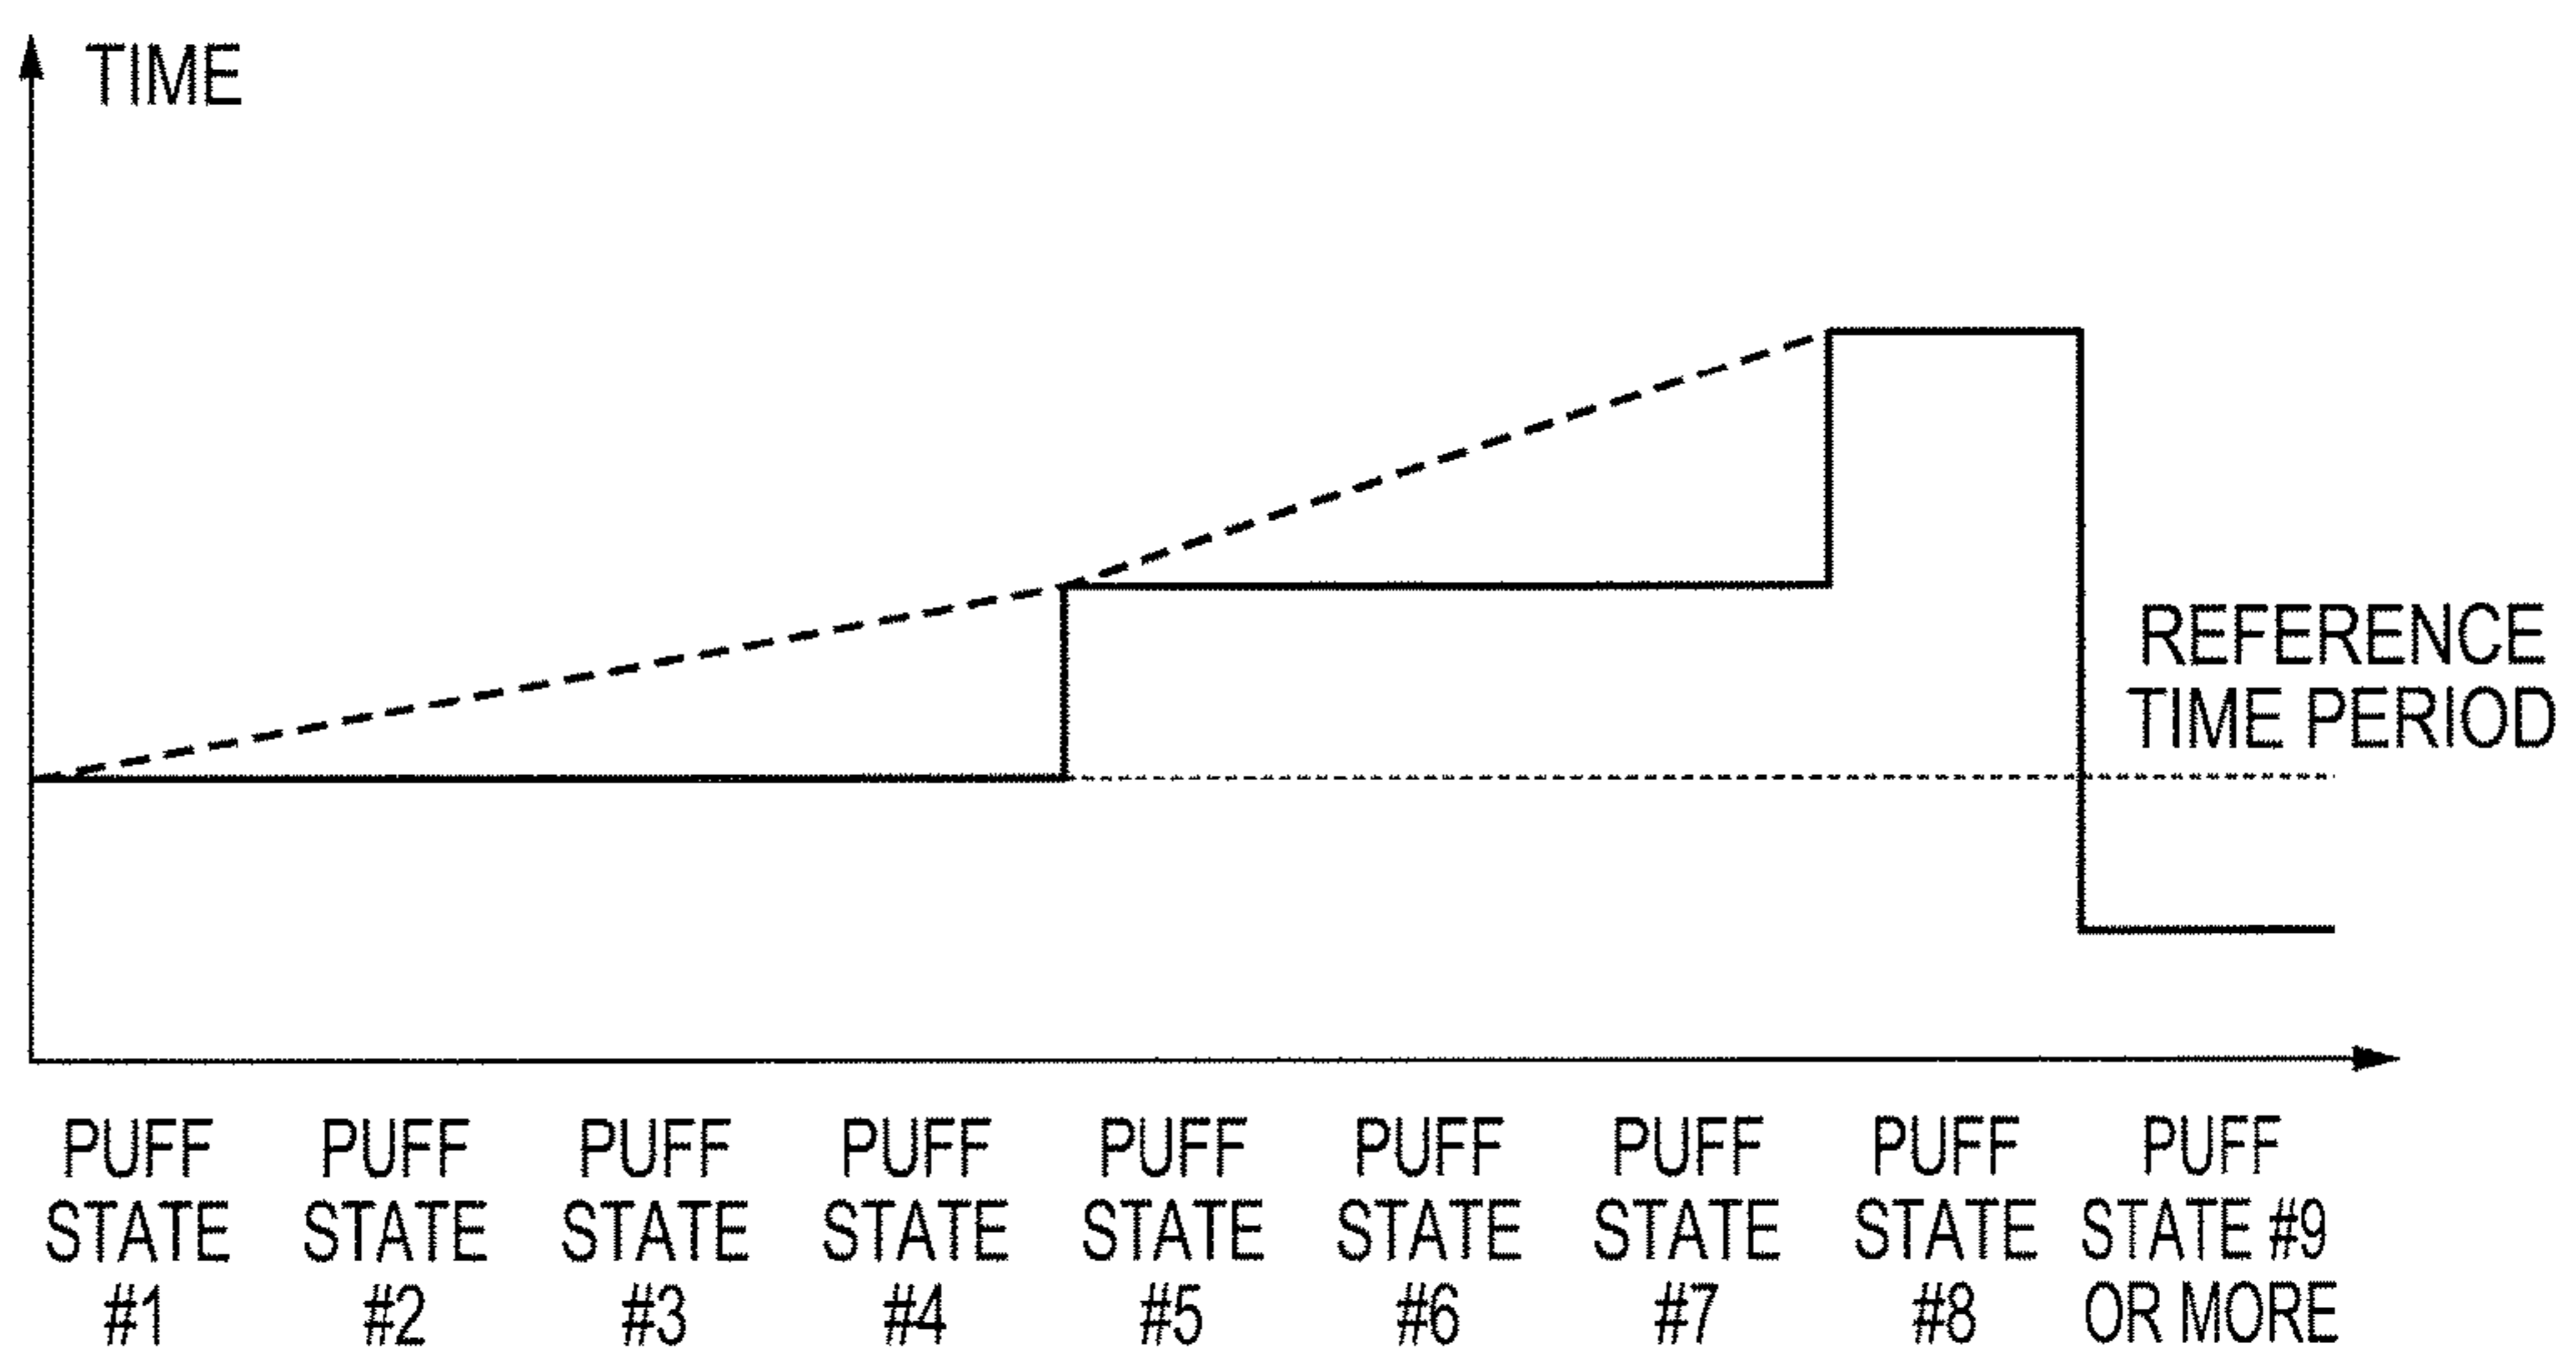 TIME
REFERENCE
TIME PERIOD
PUFF
STATE
#1
PUFF
STATE
#2
PUFF
STATE
#3
PUFF
STATE
#4
PUFF
STATE
#5
PUFF
STATE
#6
PUFF
STATE
#7
PUFF
STATE
#8
PUFF
STATE #9
OR MORE